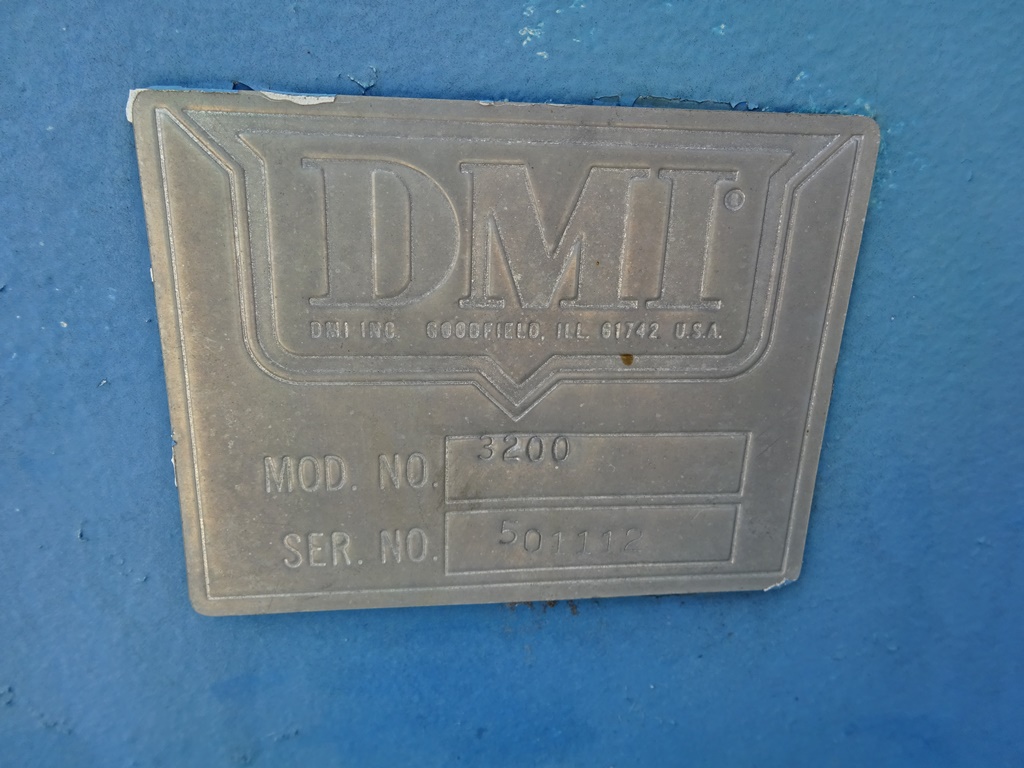 DMI®
DMI INC. GOODFIELD, ILL. 61742 U.S.A.
MOD. NO. 3200
SER. NO. 501112